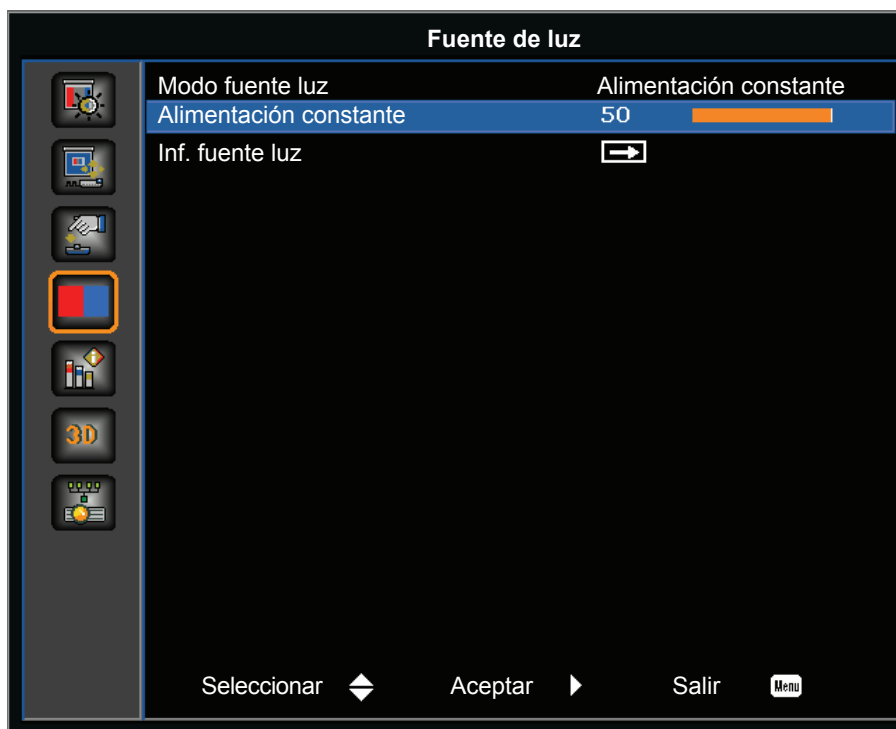 Fuente de luz
Modo fuente luz Alimentación constante
Alimentación constante 50
Inf. fuente luz
3D
Seleccionar Aceptar Salir Menu